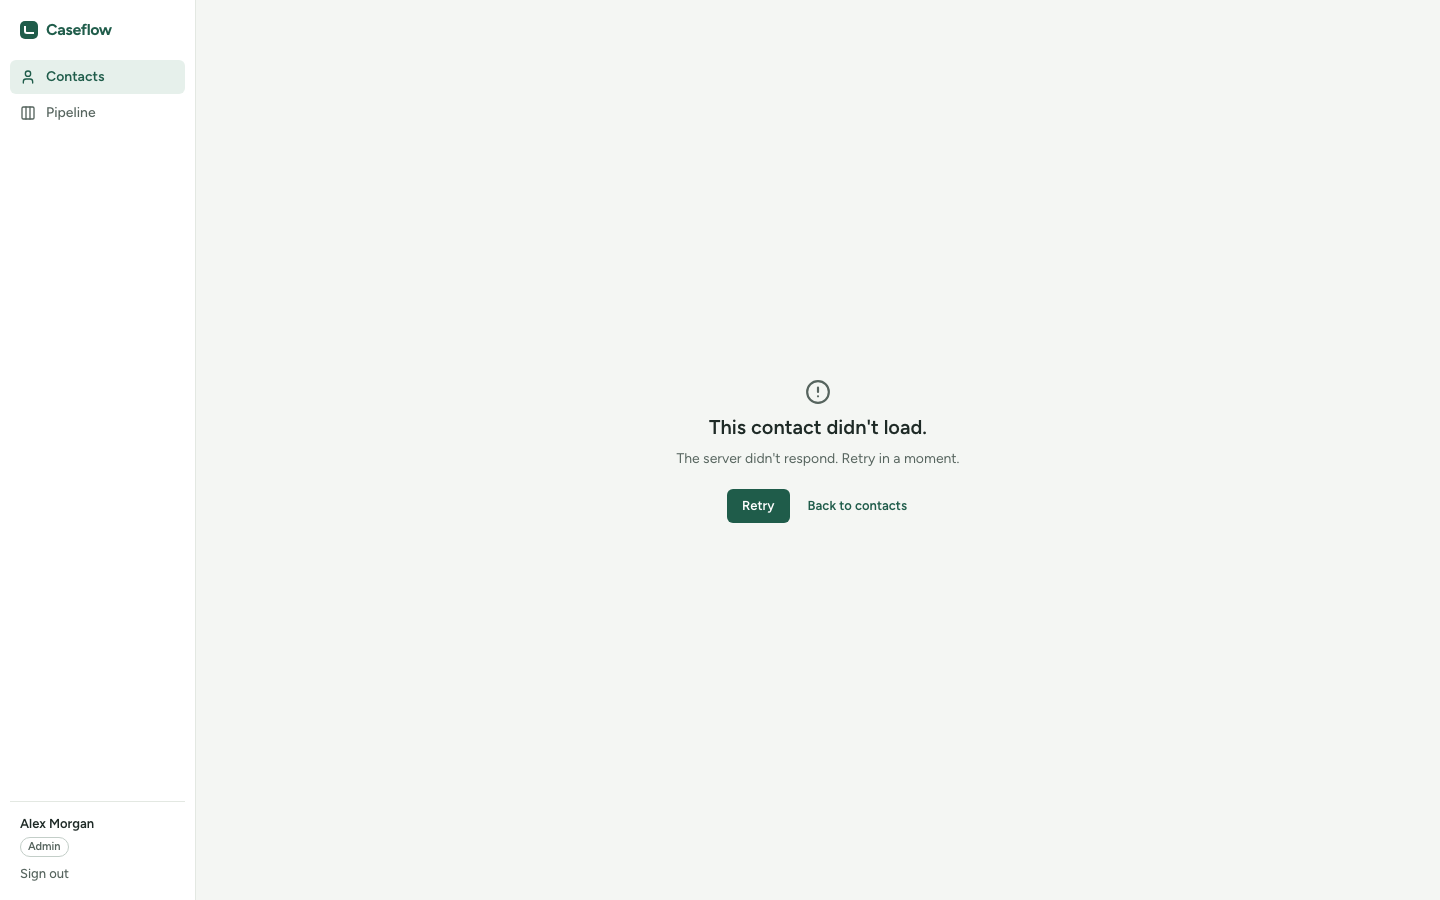 Caseflow
Contacts
Pipeline
This contact didn't load.
The server didn't respond. Retry in a moment.
Retry
Back to contacts
Alex Morgan
Admin
Sign out